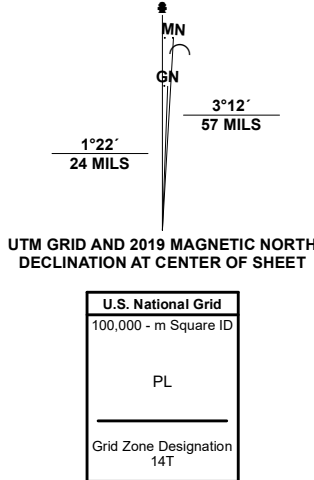 MN
GN
3°12´
57 MILS
1°22´
24 MILS
UTM GRID AND 2019 MAGNETIC NORTH
DECLINATION AT CENTER OF SHEET
U.S. National Grid
100,000 - m Square ID
PL
Grid Zone Designation
14T